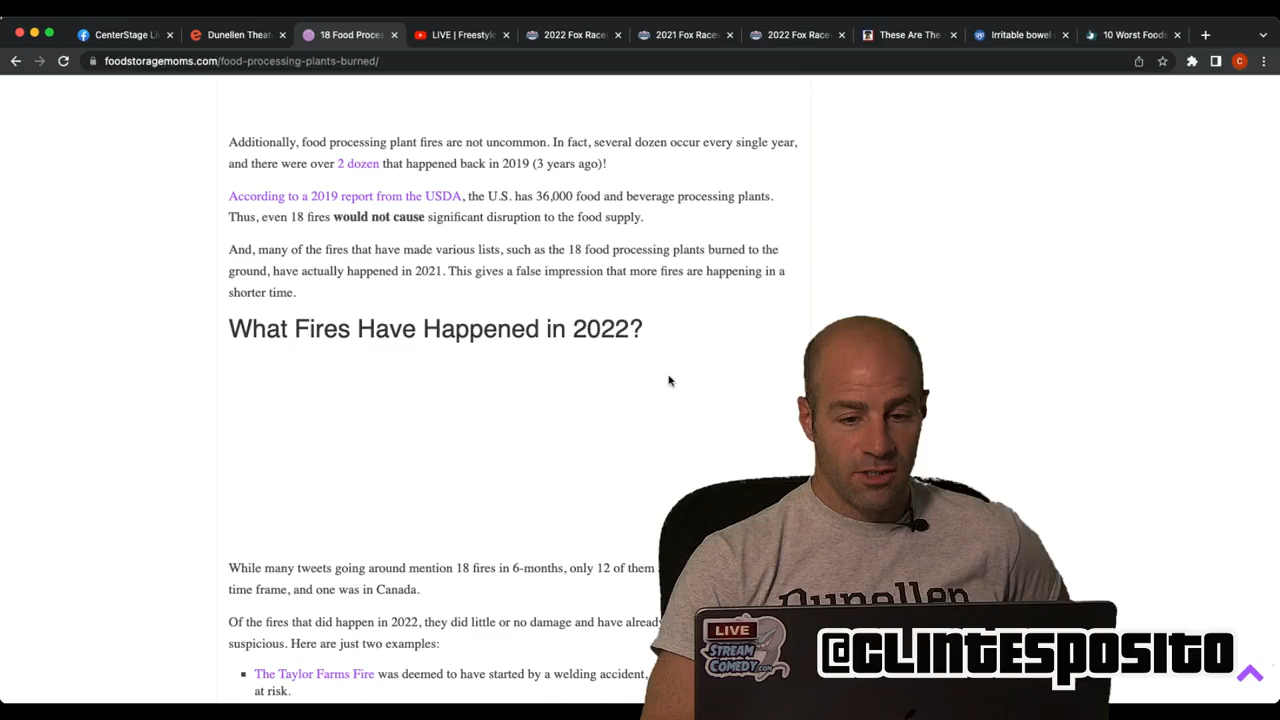 CenterStage Li
Dunellen Theat
18 Food Proces
LIVE | Freestyle
2022 Fox Race
2021 Fox Race
2022 Fox Race
These Are The
Irritable bowel
10 Worst Foods
foodstoragemoms.com/food-processing-plants-burned/
C
Additionally, food processing plant fires are not uncommon. In fact, several dozen occur every single year,
and there were over 2 dozen that happened back in 2019 (3 years ago)!
According to a 2019 report from the USDA, the U.S. has 36,000 food and beverage processing plants.
Thus, even 18 fires would not cause significant disruption to the food supply.
And, many of the fires that have made various lists, such as the 18 food processing plants burned to the
ground, have actually happened in 2021. This gives a false impression that more fires are happening in a
shorter time.
What Fires Have Happened in 2022?
While many tweets going around mention 18 fires in 6-months, only 12 of them
time frame, and one was in Canada.
Of the fires that did happen in 2022, they did little or no damage and have already
suspicious. Here are just two examples:
The Taylor Farms Fire was deemed to have started by a welding accident,
at risk.
Dunellen
LIVE
STREAM
COMEDY.com
@CLINTESPOSITO